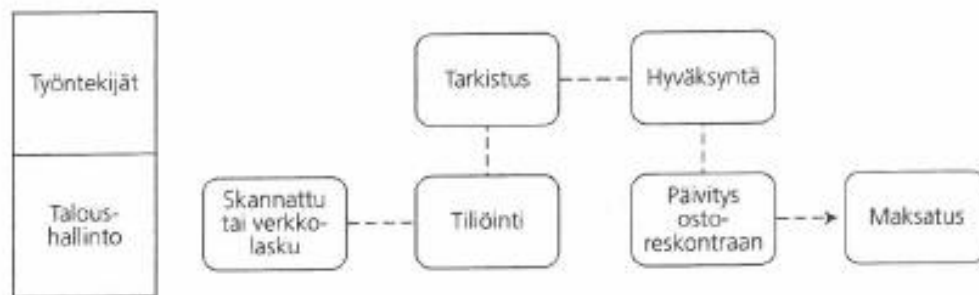 Työntekijät
Tarkistus
Hyväksyntä
Talous-
hallinto
Skannattu
tai verkko-
lasku
Tiliöinti
Päivitys
osto-
reskontraan
Maksatus